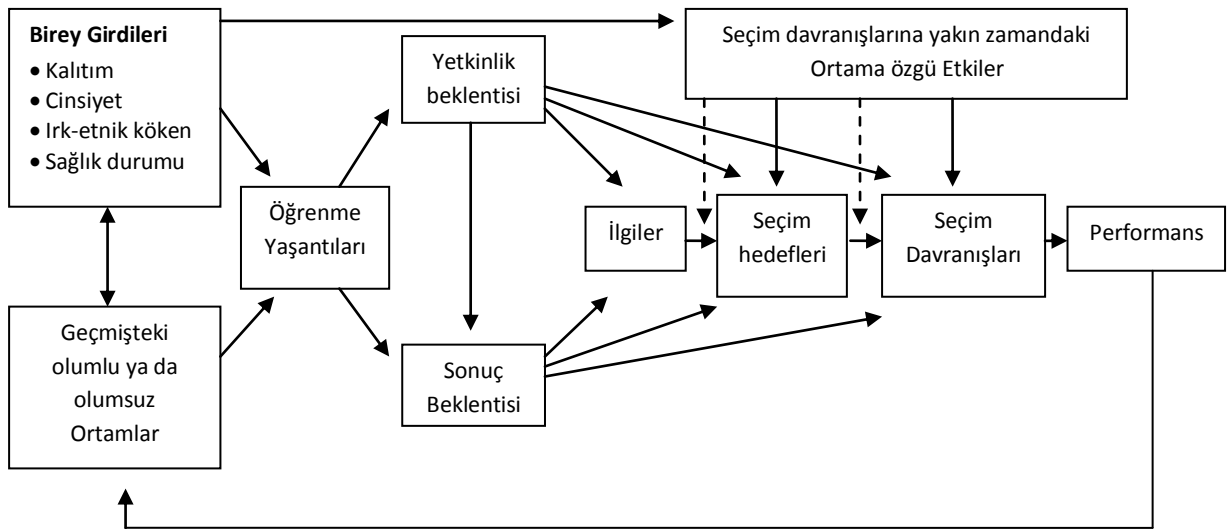 Birey Girdileri
• Kalıtım
• Cinsiyet
• Irk-etnik köken
• Sağlık durumu
Seçim davranışlarına yakın zamandaki
Ortama özgü Etkiler
Yetkinlik
beklentisi
Öğrenme
Yaşantıları
İlgiler
Seçim
hedefleri
Seçim
Davranışları
Performans
Geçmişteki
olumlu ya da
olumsuz
Ortamlar
Sonuç
Beklentisi